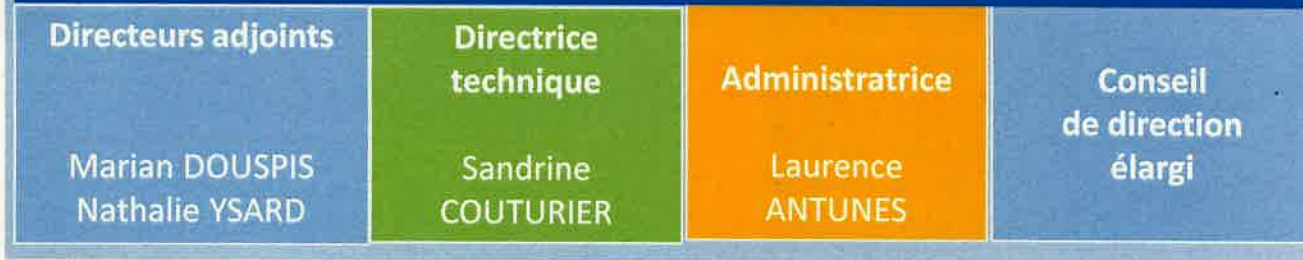 Directeurs adjoints
Marian DOUSPIS
Nathalie YSARD
Directrice
technique
Sandrine
COUTURIER
Administratrice
Laurence
ANTUNES
Conseil
de direction
élargi